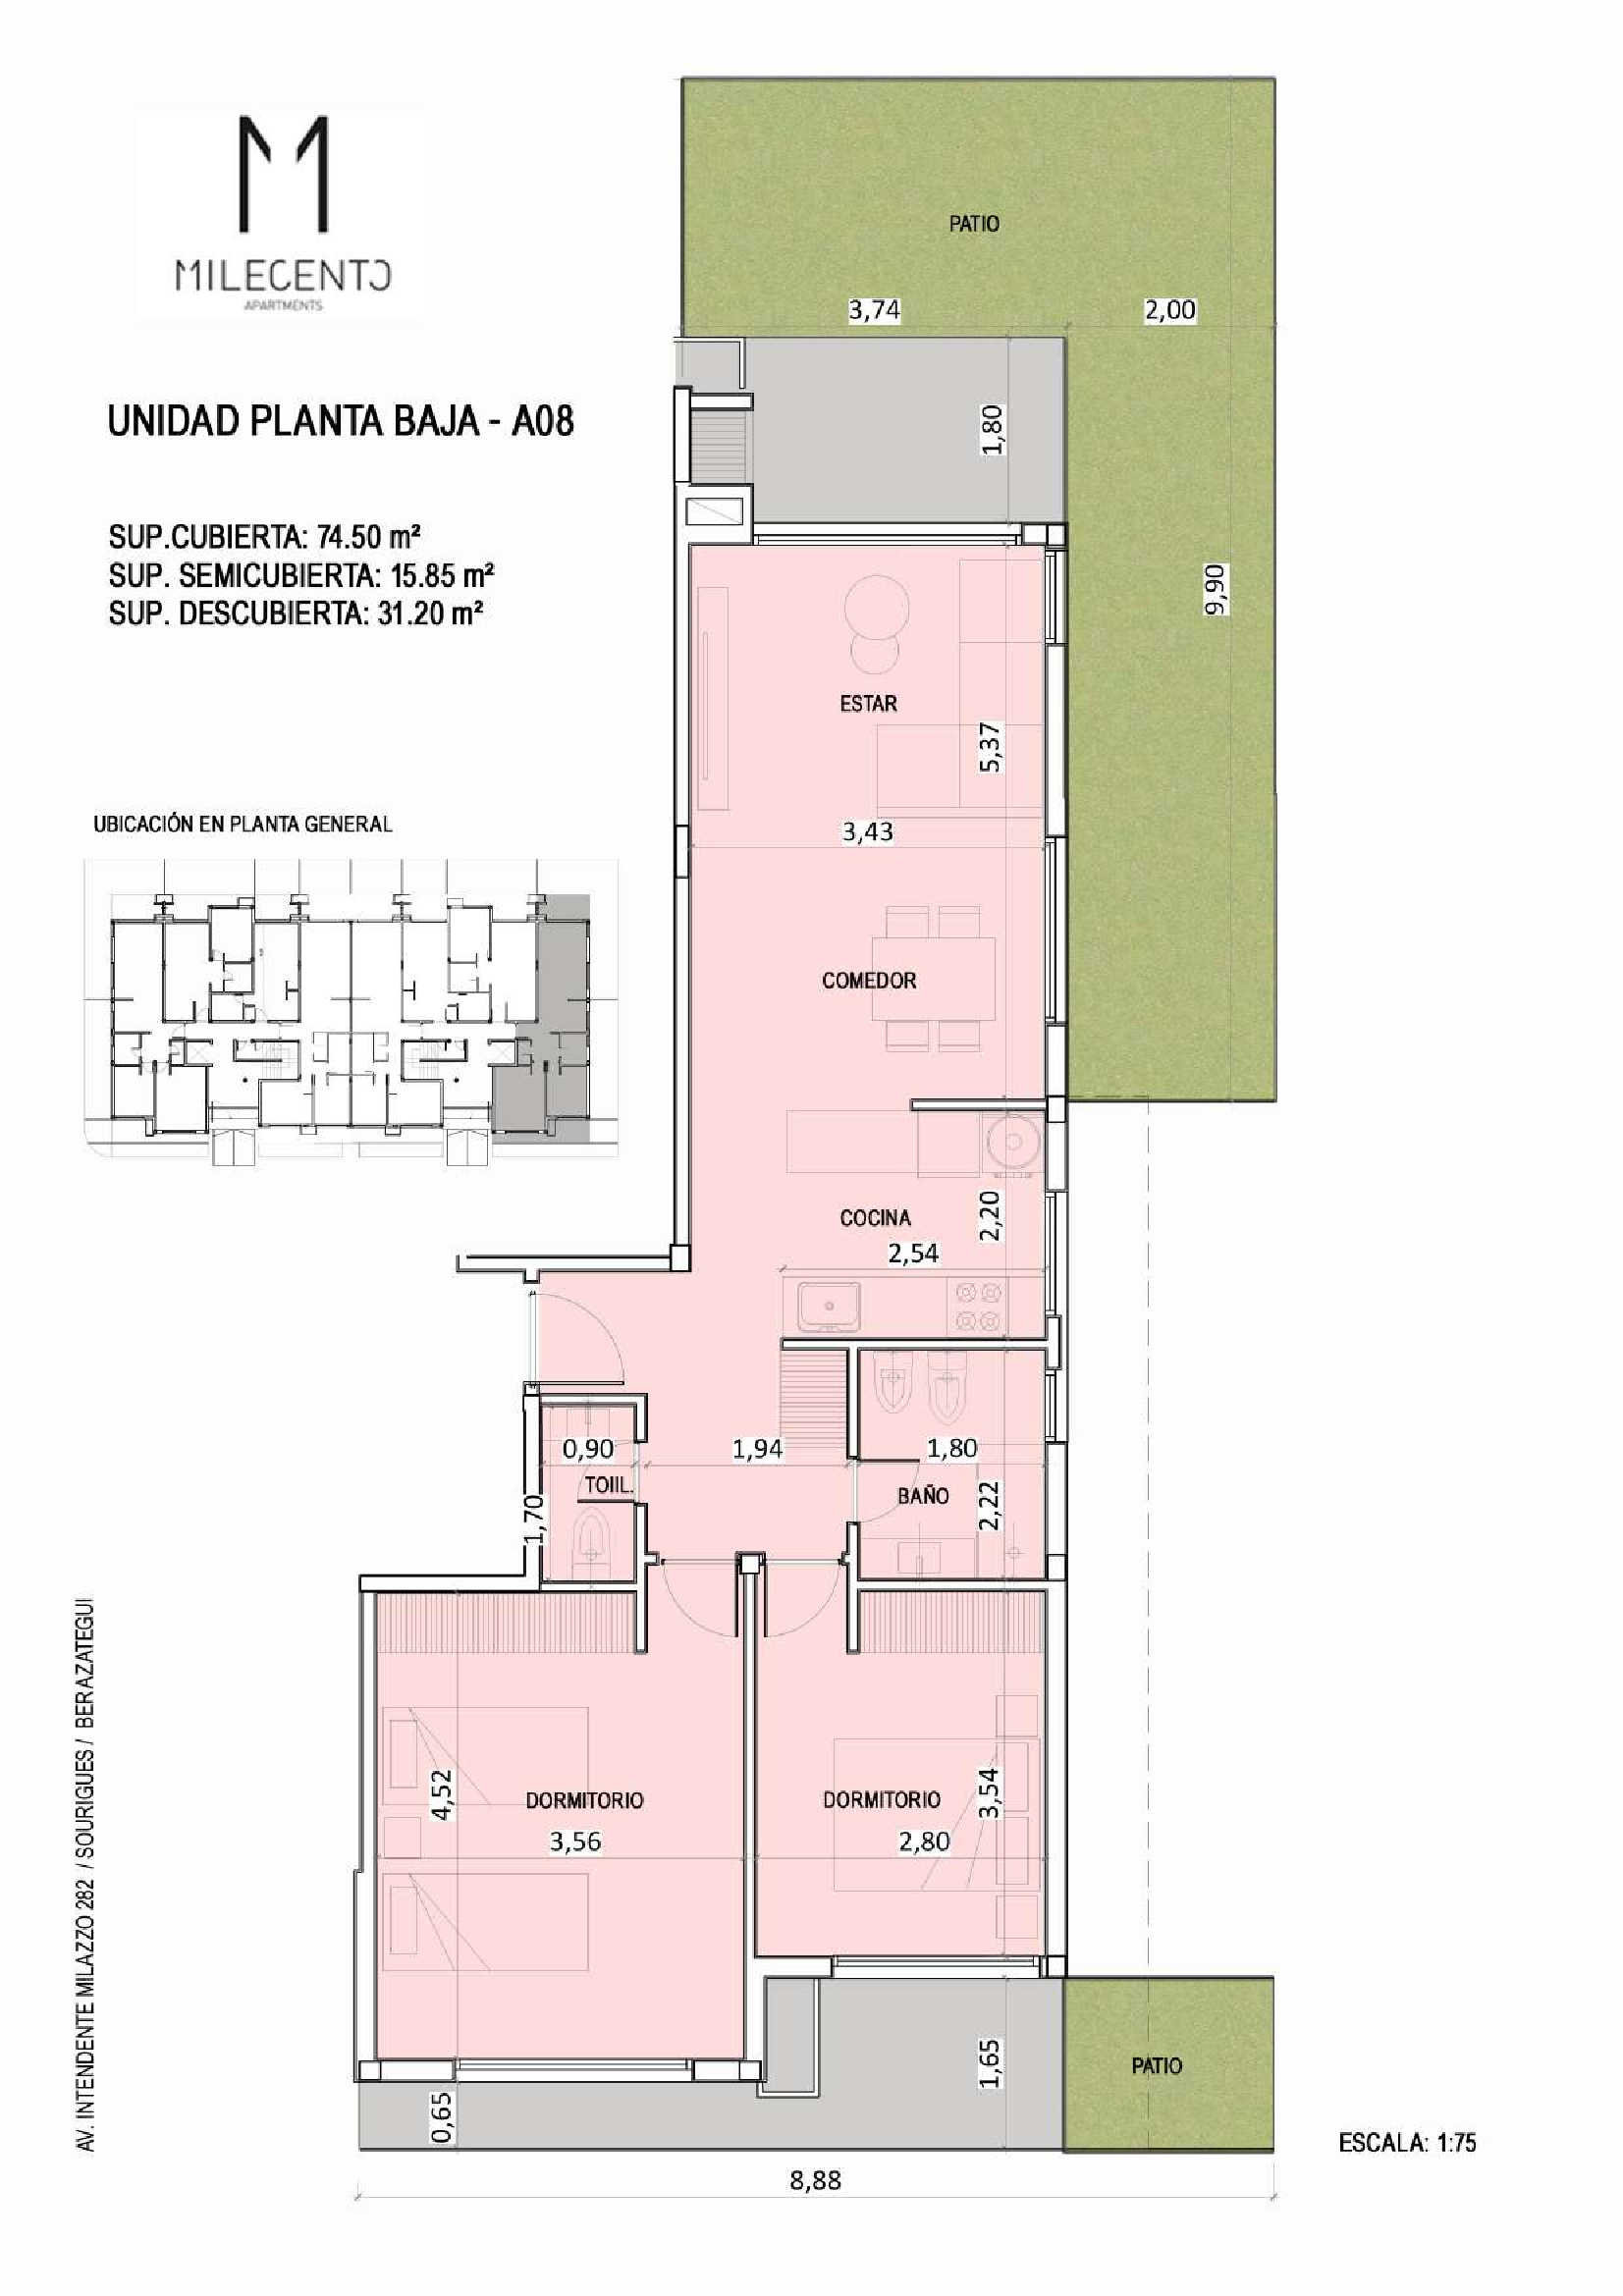 MILECENTO
APARTMENTS
UNIDAD PLANTA BAJA - A08
SUP.CUBIERTA: 74.50 m²
SUP. SEMICUBIERTA: 15.85 m²
SUP. DESCUBIERTA: 31.20 m²
UBICACIÓN EN PLANTA GENERAL
PATIO
3,74
2,00
1,80
9,90
ESTAR
5,37
3,43
COMEDOR
COCINA
2,20
2,54
0,90
1,94
1,80
TOIIL.
BAÑO
1,70
2,22
4,52
DORMITORIO
3,56
DORMITORIO
3,54
2,80
1,65
PATIO
0,65
8,88
AV. INTENDENTE MILAZZO 282 / SOURIGUES / BERAZATEGUI
ESCALA: 1:75